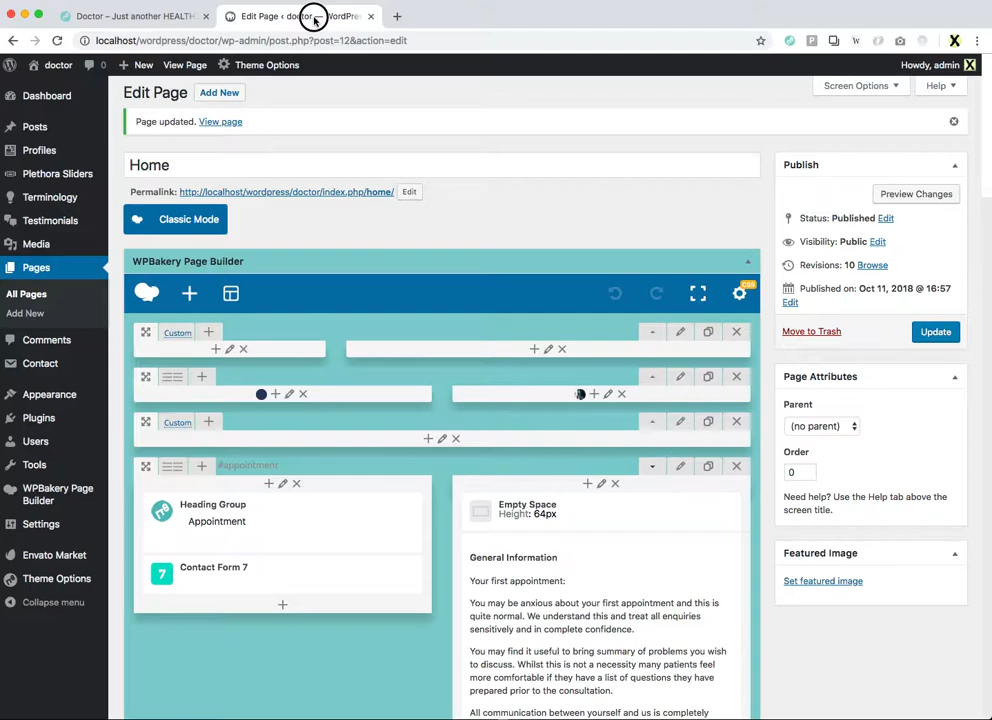 Doctor – Just another HEALTH
Edit Page ‹ doctor — WordPre
localhost/wordpress/doctor/wp-admin/post.php?post=12&action=edit
doctor
0
New
View Page
Theme Options
Howdy, admin
Dashboard
Posts
Profiles
Plethora Sliders
Terminology
Testimonials
Media
Pages
All Pages
Add New
Comments
Contact
Appearance
Plugins
Users
Tools
WPBakery Page
Builder
Settings
Envato Market
Theme Options
Collapse menu
Edit Page
Add New
Screen Options
Help
Page updated. View page
Home
Permalink: http://localhost/wordpress/doctor/index.php/home/
Edit
Classic Mode
WPBakery Page Builder
CSS
Custom
Custom
#appointment
Heading Group
Appointment
7
Contact Form 7
Empty Space
Height: 64px
General Information
Your first appointment:
You may be anxious about your first appointment and this is
quite normal. We understand this and treat all enquiries
sensitively and in complete confidence.
You may find it useful to bring summary of problems you wish
to discuss. Whilst this is not a necessity many patients feel
more comfortable if they have a list of questions they have
prepared prior to the consultation.
All communication between yourself and us is completely
Publish
Preview Changes
Status: Published Edit
Visibility: Public Edit
Revisions: 10 Browse
Published on: Oct 11, 2018 @ 16:57
Edit
Move to Trash
Update
Page Attributes
Parent
(no parent)
Order
0
Need help? Use the Help tab above the
screen title.
Featured Image
Set featured image